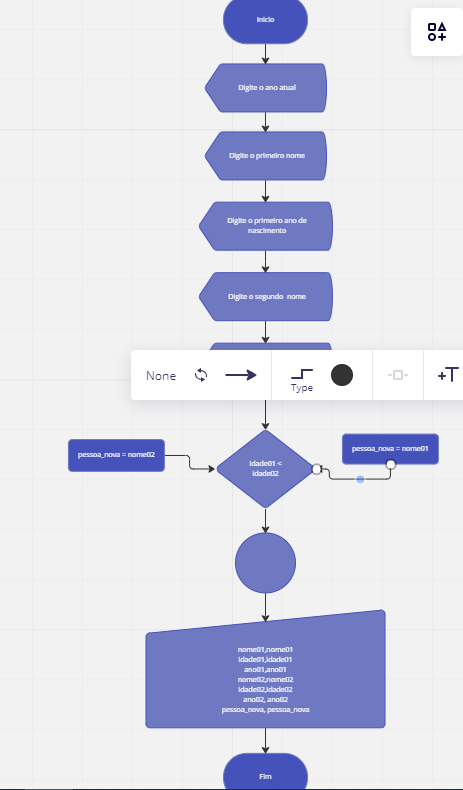 Início
Digite o ano atual
Digite o primeiro nome
Digite o primeiro ano de
nascimento
Digite o segundo  nome
None
Type
+T
pessoa_nova = nome02
idade01 <
idade02
pessoa_nova = nome01
nome01,nome01
idade01,idade01
ano01,ano01
nome02,nome02
idade02,idade02
ano02, ano02
pessoa_nova, pessoa_nova
Fim